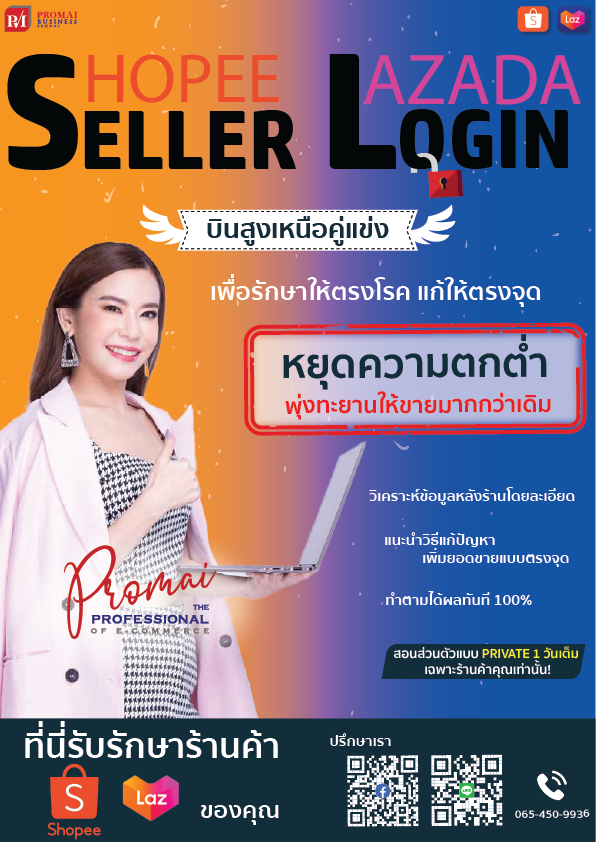 PM PROMAI
BUSINESS
SCHOOL
S Laz
SHOPEE LAZADA
SELLER LOGIN
บินสูงเหนือคู่แข่ง
เพื่อรักษาให้ตรงโรค แก้ให้ตรงจุด
หยุดความตกต่ำ
พุ่งทะยานให้ขายมากกว่าเดิม
วิเคราะห์ข้อมูลหลังร้านโดยละเอียด
แนะนำวิธีแก้ปัญหา
เพิ่มยอดขายแบบตรงจุด
ทำตามได้ผลทันที 100%
Promai
THE
PROFESSIONAL
OF E-COMMERCE
สอนส่วนตัวแบบ PRIVATE 1 วันเต็ม
เฉพาะร้านค้าคุณเท่านั้น!
ที่นี่รับรักษาร้านค้า
S Laz ของคุณ
Shopee
ปรึกษาเรา
065-450-9936